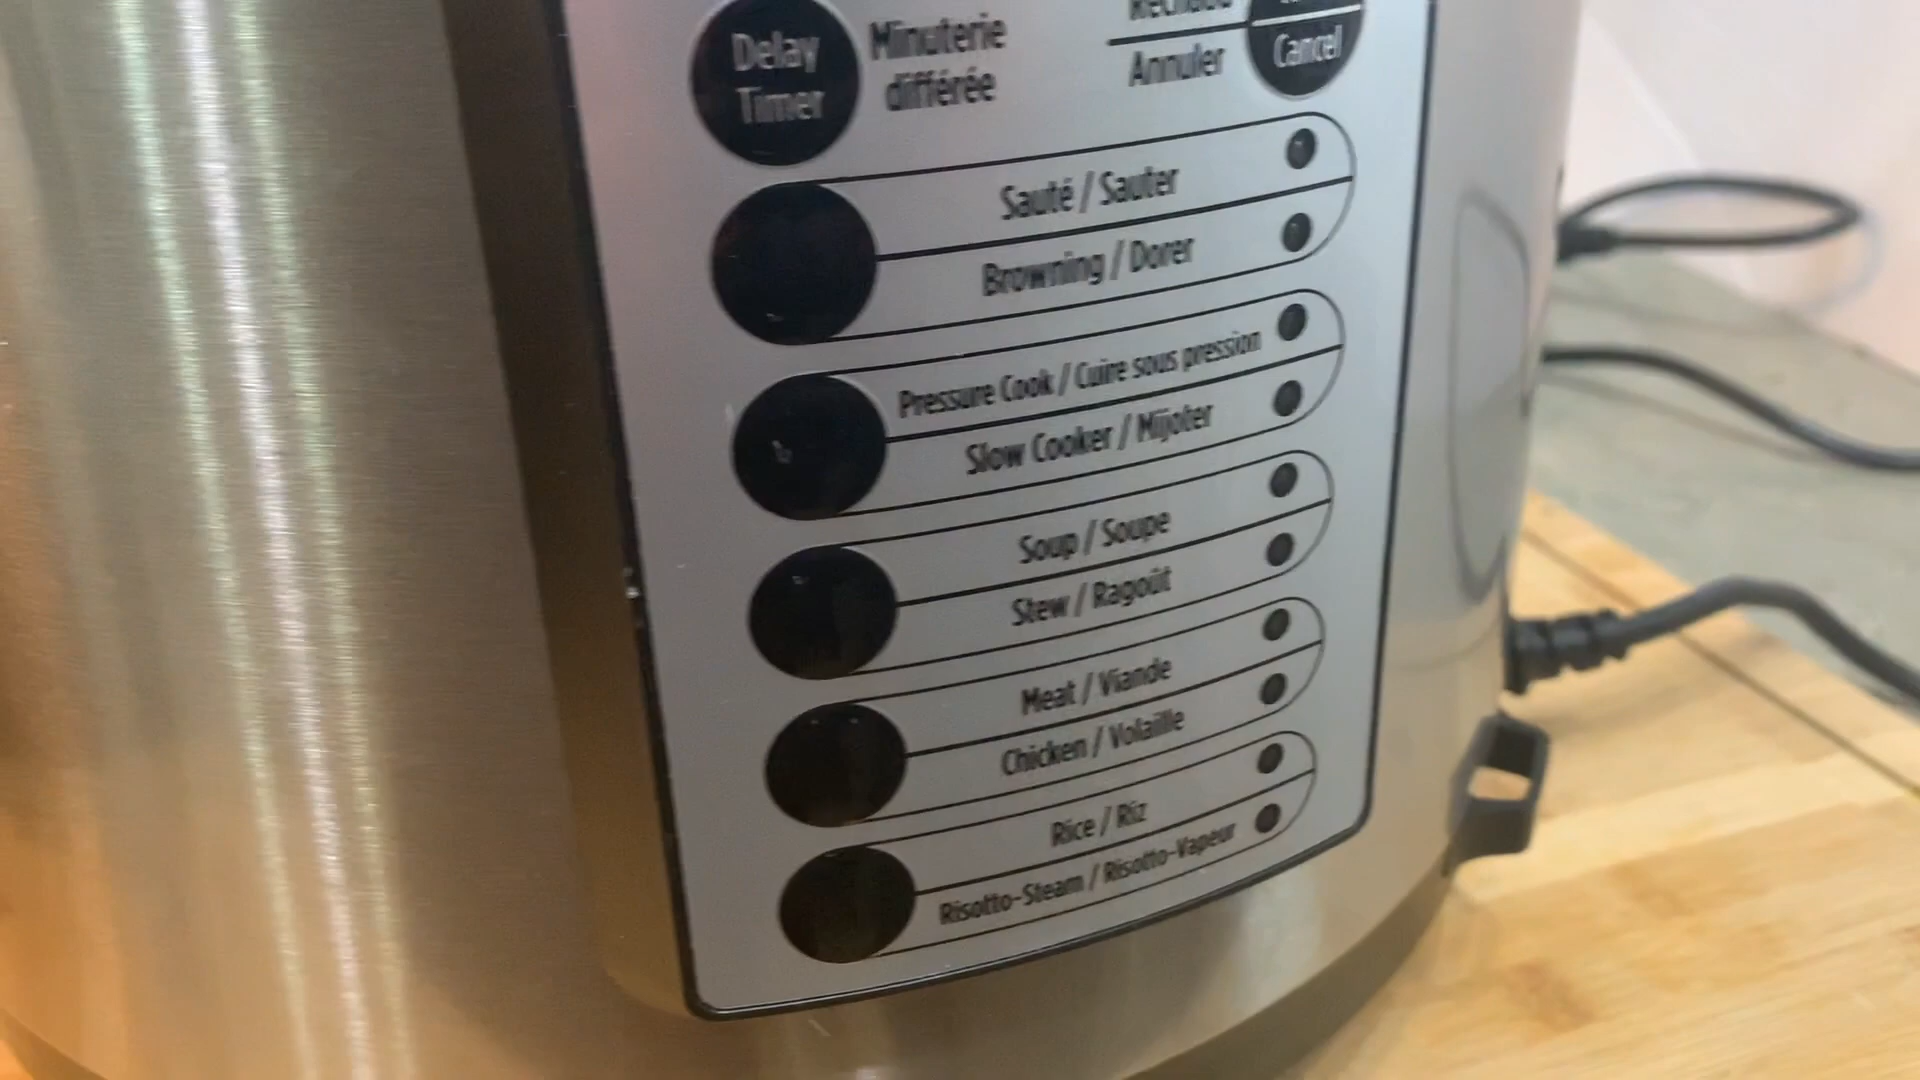 Delay
Timer
Minuterie
différée
Annuler
Cancel
Sauté / Sauter
Browning / Dorer
Pressure Cook / Cuire sous pression
Slow Cooker / Mijoter
Soup / Soupe
Stew / Ragoût
Meat / Viande
Chicken / Volaille
Rice / Riz
Risotto-Steam / Risotto-Vapeur